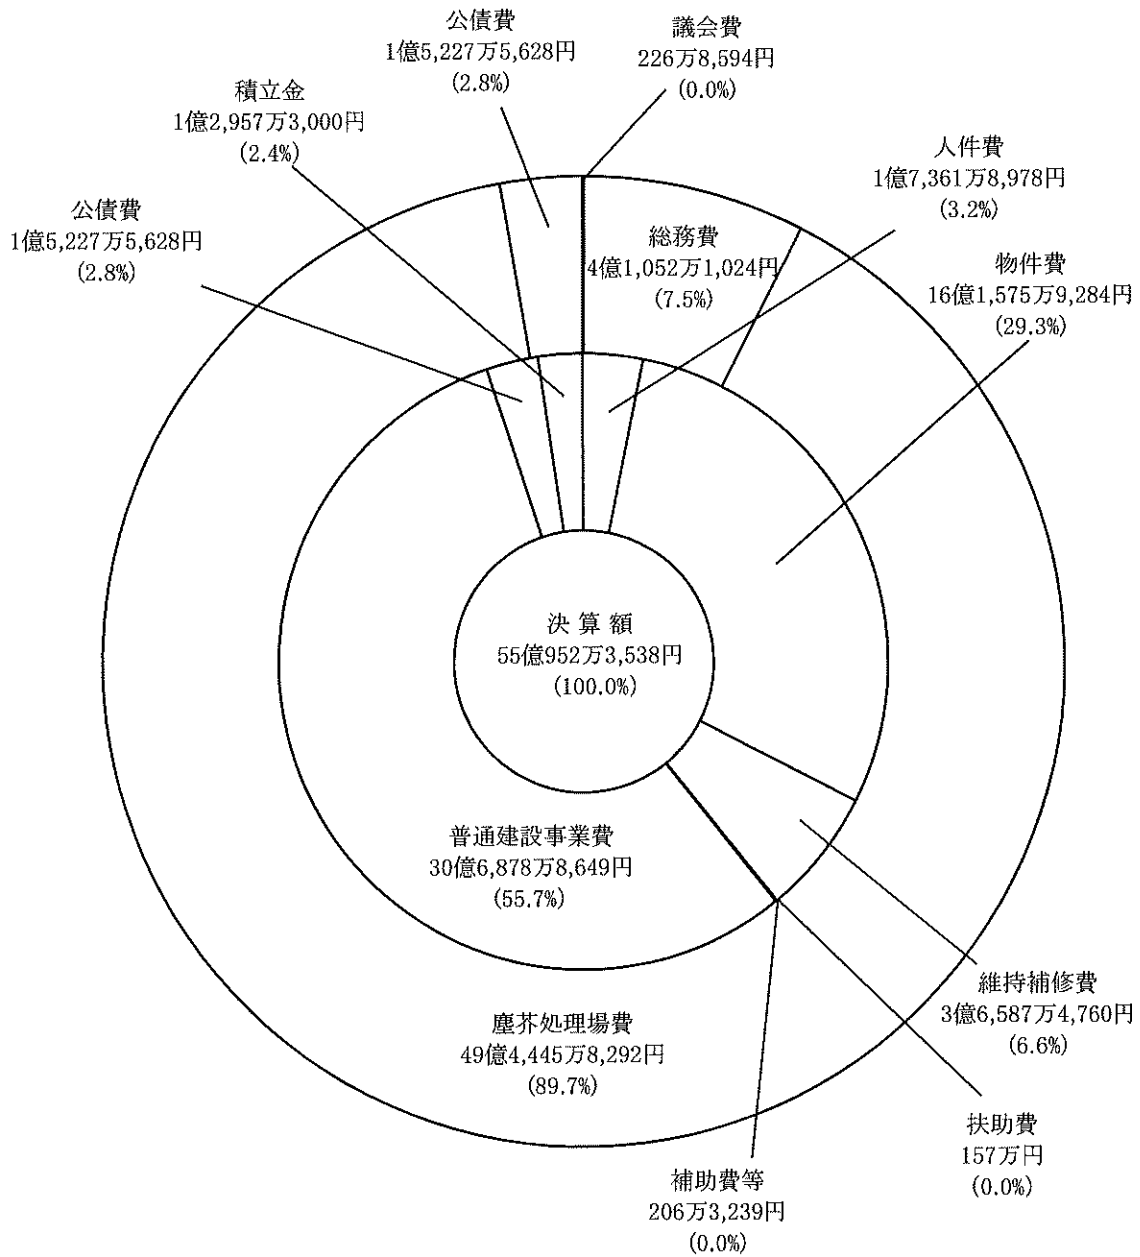 公債費
1億5,227万5,628円
(2.8%)
議会費
226万8,594円
(0.0%)
積立金
1億2,957万3,000円
(2.4%)
人件費
1億7,361万8,978円
(3.2%)
公債費
1億5,227万5,628円
(2.8%)
総務費
4億1,052万1,024円
(7.5%)
物件費
16億1,575万9,284円
(29.3%)
決算額
55億952万3,538円
(100.0%)
普通建設事業費
30億6,878万8,649円
(55.7%)
維持補修費
3億6,587万4,760円
(6.6%)
塵芥処理場費
49億4,445万8,292円
(89.7%)
扶助費
157万円
(0.0%)
補助費等
206万3,239円
(0.0%)